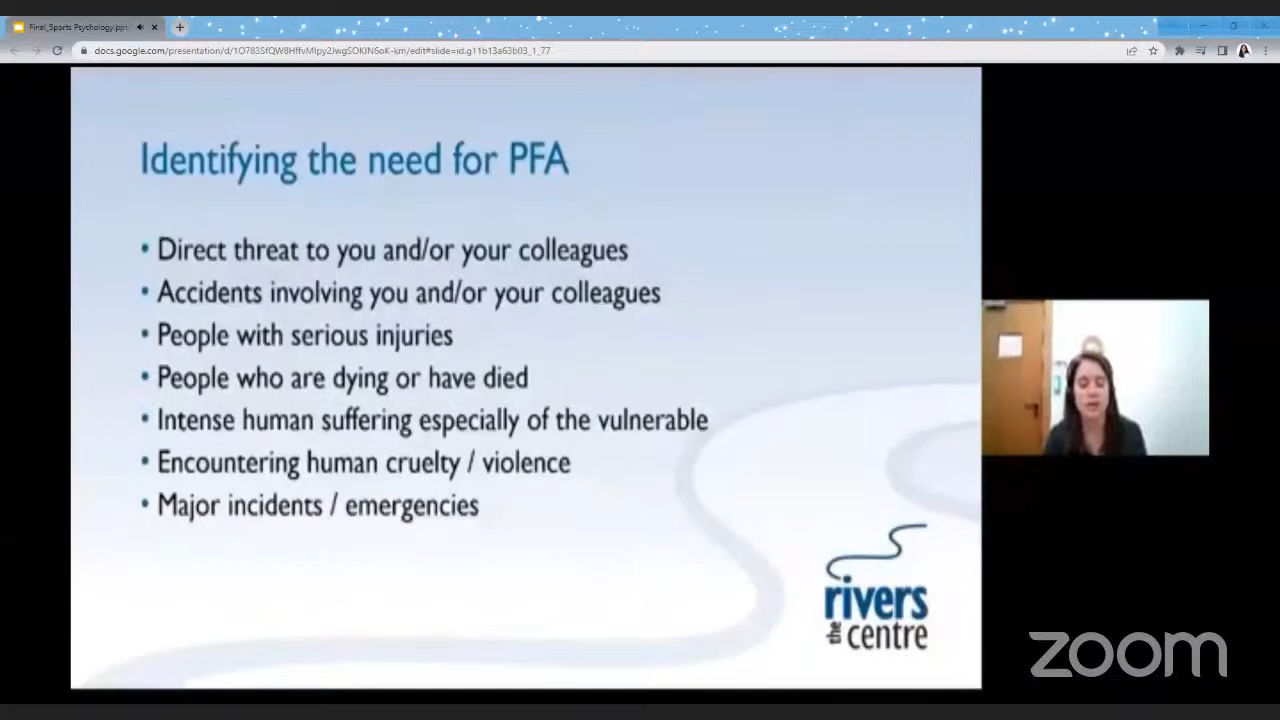 Final_Sports Psychology.ppt
docs.google.com/presentation/d/1O783SfQW8HffvMlpy2JwgSOKIN6oK-km/edit#slide=id.g11b13a63b03_1_77
Identifying the need for PFA
• Direct threat to you and/or your colleagues
• Accidents involving you and/or your colleagues
• People with serious injuries
• People who are dying or have died
• Intense human suffering especially of the vulnerable
• Encountering human cruelty / violence
• Major incidents / emergencies
rivers
the centre
zoom